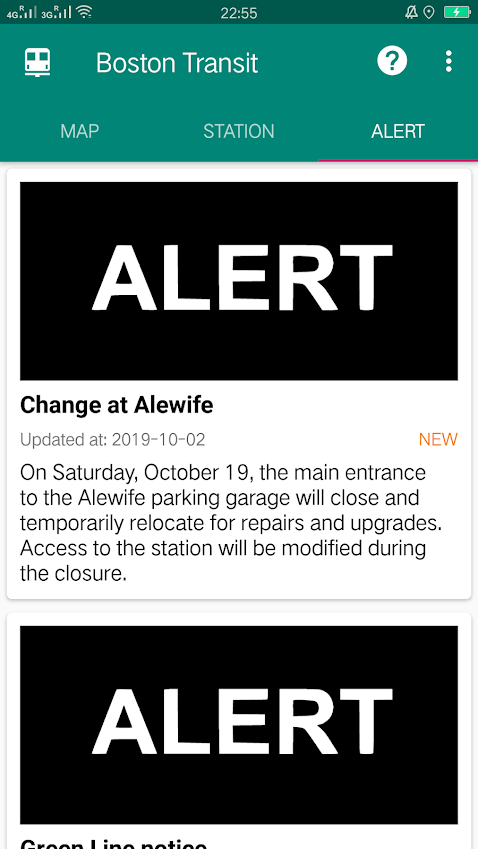 4G R 3G R 22:55
Boston Transit ?
MAP STATION ALERT
ALERT
Change at Alewife
Updated at: 2019-10-02 NEW
On Saturday, October 19, the main entrance
to the Alewife parking garage will close and
temporarily relocate for repairs and upgrades.
Access to the station will be modified during
the closure.
ALERT
Green Line notice